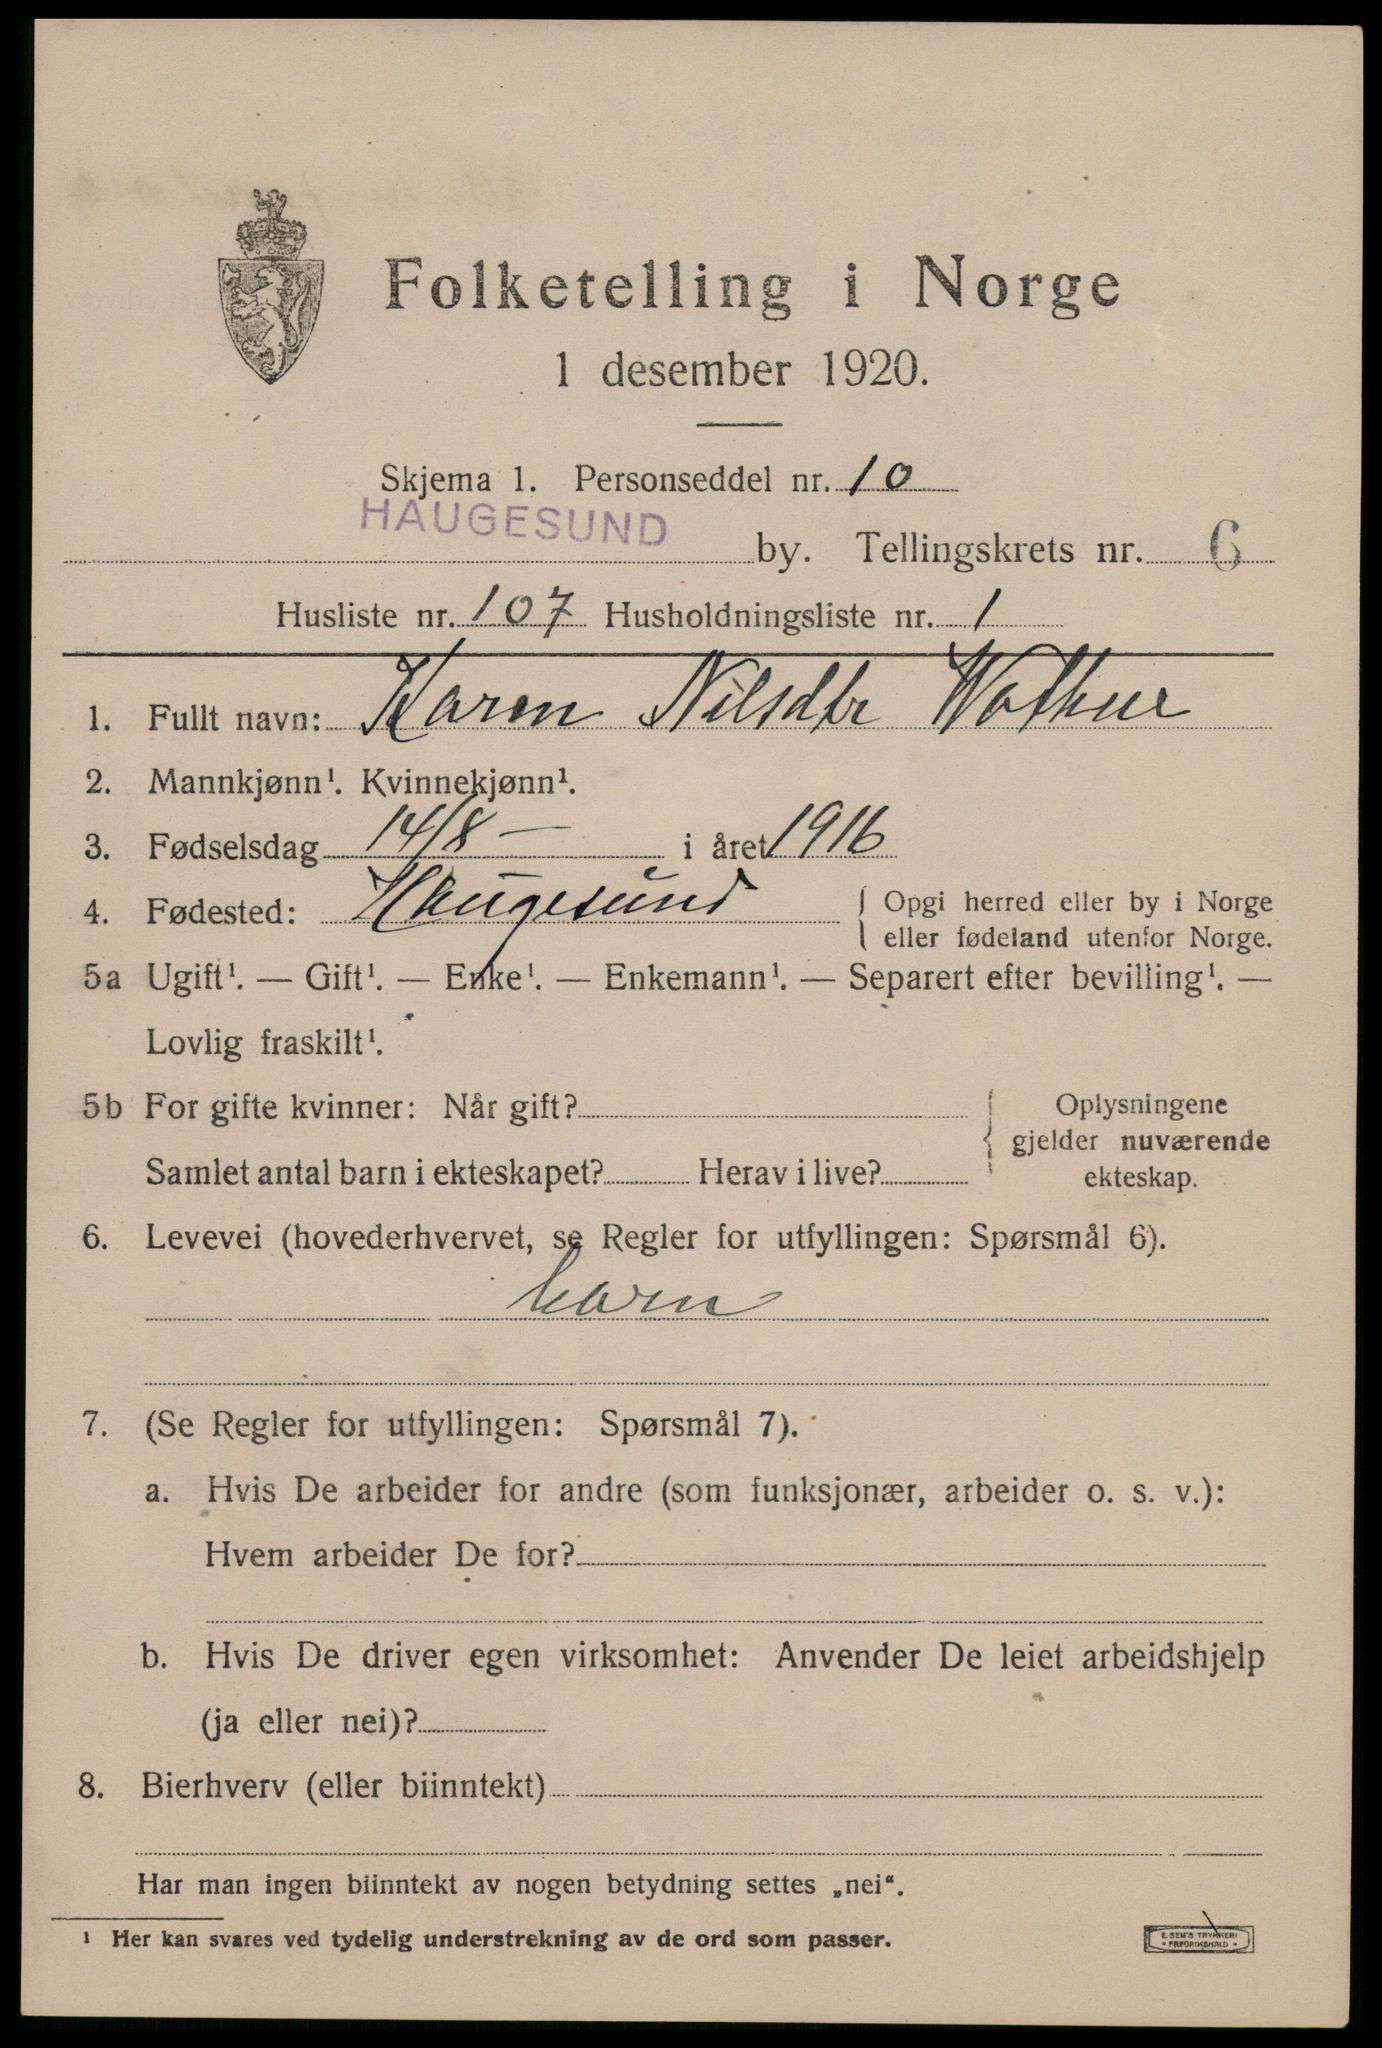 Folketelling i Norge
1 desember 1920.
Skjema 1. Personseddel nr. 10
HAUGESUND by. Tellingskrets nr. 6
Husliste nr. 107 Husholdningsliste nr. 1
1. Fullt navn: Karen Nilsdtr
2. Mannkjønn¹. Kvinnekjønn¹.
3. Fødselsdag 14/8 — i året 1916
4. Fødested: Haugesund { Opgi herred eller by i Norge
eller fødeland utenfor Norge.
5a Ugift¹. — Gift¹. — Enke¹. — Enkemann¹. — Separert efter bevilling¹. —
Lovlig fraskilt¹.
5b For gifte kvinner: Når gift?
Samlet antal barn i ekteskapet? Herav i live?
{ Oplysningene
gjelder nuværende
ekteskap.
6. Levevei (hovederhvervet, se Regler for utfyllingen: Spørsmål 6).
barn
7. (Se Regler for utfyllingen: Spørsmål 7).
a. Hvis De arbeider for andre (som funksjonær, arbeider o. s. v.):
Hvem arbeider De for?
b. Hvis De driver egen virksomhet: Anvender De leiet arbeidshjelp
(ja eller nei)?
8. Bierhverv (eller biinntekt)
Har man ingen biinntekt av nogen betydning settes „nei“.
¹ Her kan svares ved tydelig understrekning av de ord som passer.
E. SEM'S TRYKKERI
• FREDRIKSHALD •